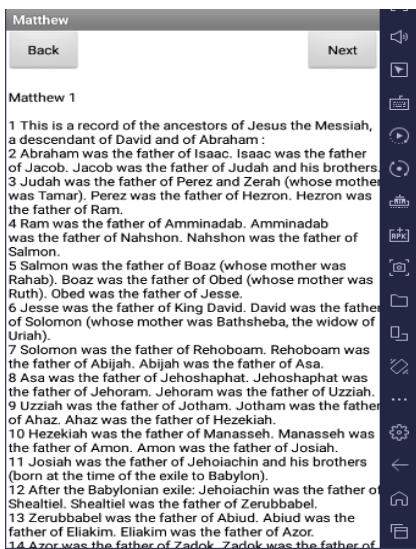 Matthew
Back
Next
Matthew 1
1 This is a record of the ancestors of Jesus the Messiah,
a descendant of David and of Abraham :
2 Abraham was the father of Isaac. Isaac was the father
of Jacob. Jacob was the father of Judah and his brothers.
3 Judah was the father of Perez and Zerah (whose mother
was Tamar). Perez was the father of Hezron. Hezron was
the father of Ram.
4 Ram was the father of Amminadab. Amminadab
was the father of Nahshon. Nahshon was the father of
Salmon.
5 Salmon was the father of Boaz (whose mother was
Rahab). Boaz was the father of Obed (whose mother was
Ruth). Obed was the father of Jesse.
6 Jesse was the father of King David. David was the father
of Solomon (whose mother was Bathsheba, the widow of
Uriah).
7 Solomon was the father of Rehoboam. Rehoboam was
the father of Abijah. Abijah was the father of Asa.
8 Asa was the father of Jehoshaphat. Jehoshaphat was
the father of Jehoram. Jehoram was the father of Uzziah.
9 Uzziah was the father of Jotham. Jotham was the father
of Ahaz. Ahaz was the father of Hezekiah.
10 Hezekiah was the father of Manasseh. Manasseh was
the father of Amon. Amon was the father of Josiah.
11 Josiah was the father of Jehoiachin and his brothers
(born at the time of the exile to Babylon).
12 After the Babylonian exile: Jehoiachin was the father of
Shealtiel. Shealtiel was the father of Zerubbabel.
13 Zerubbabel was the father of Abiud. Abiud was the
father of Eliakim. Eliakim was the father of Azor.
14 Azor was the father of Zadok. Zadok was the father of